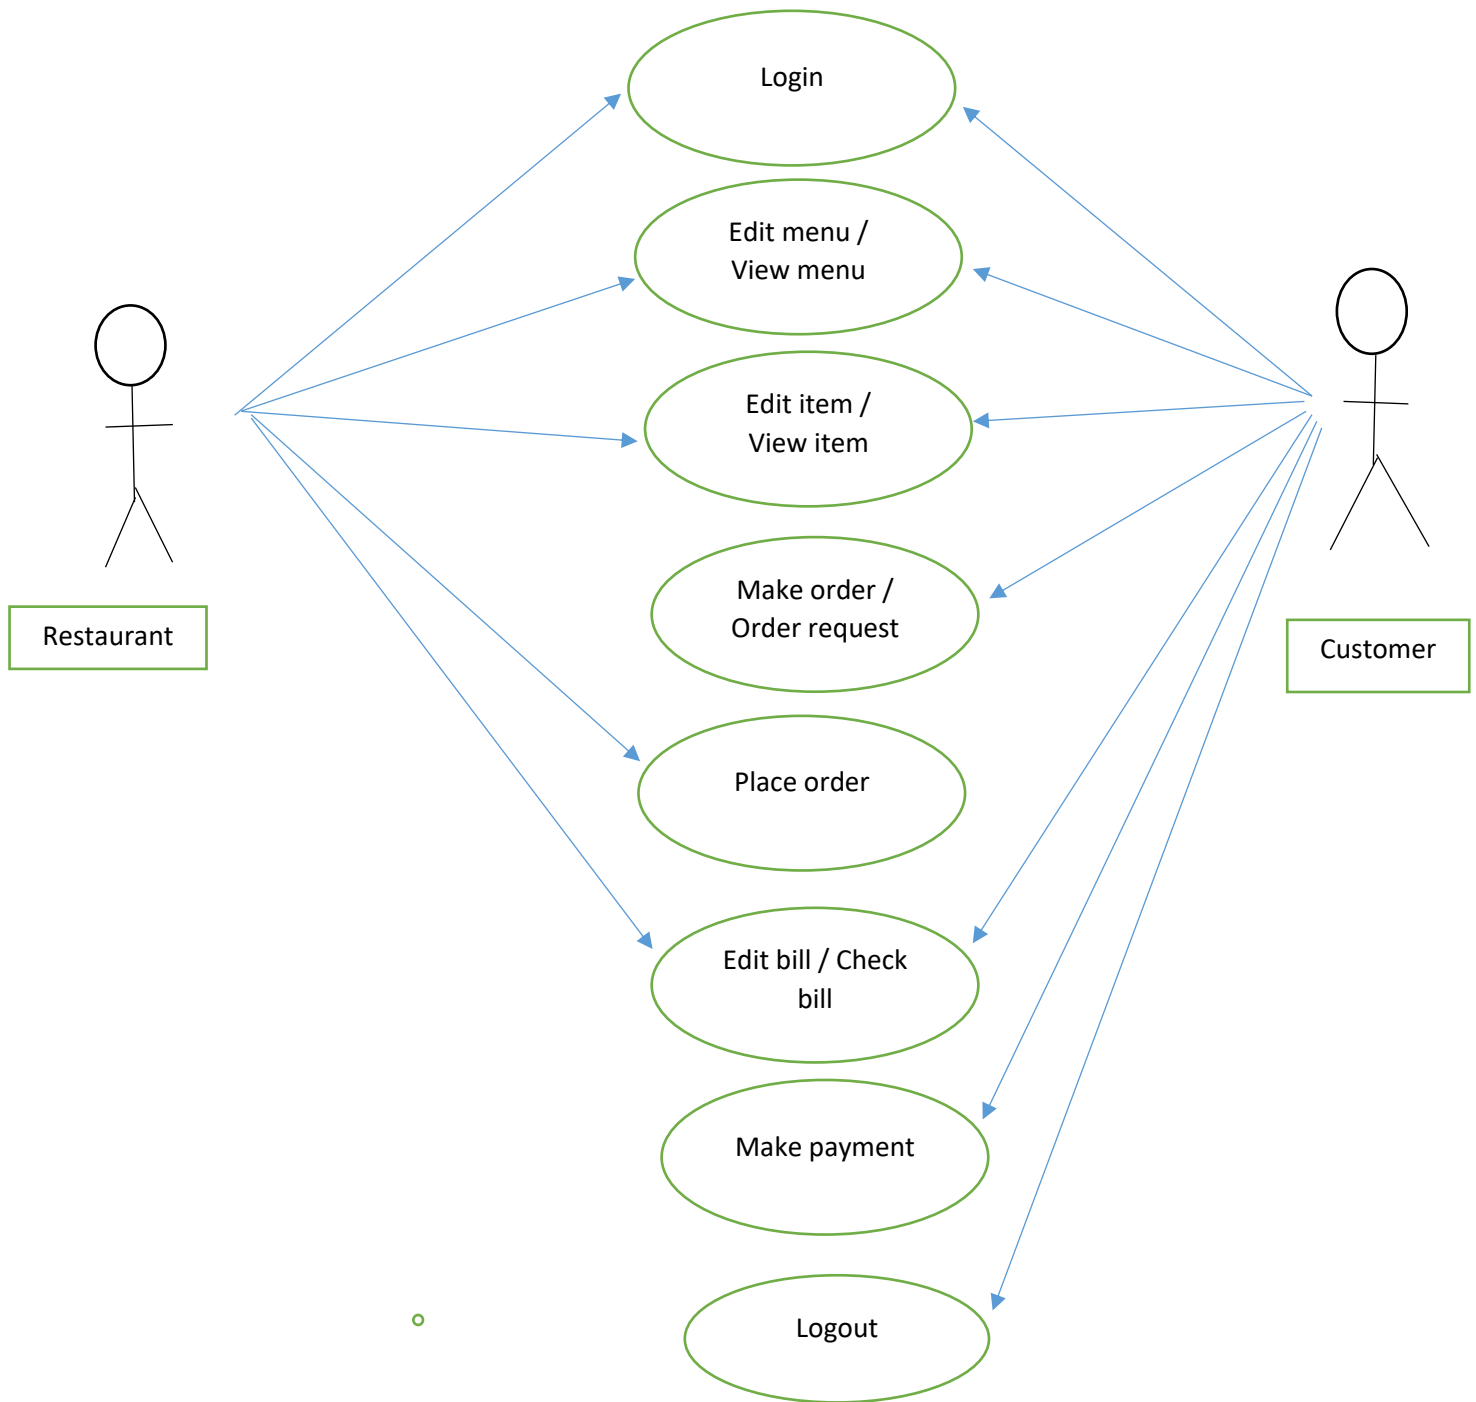 Login
Edit menu /
View menu
Edit item /
View item
Make order /
Order request
Restaurant
Customer
Place order
Edit bill / Check
bill
Make payment
Logout